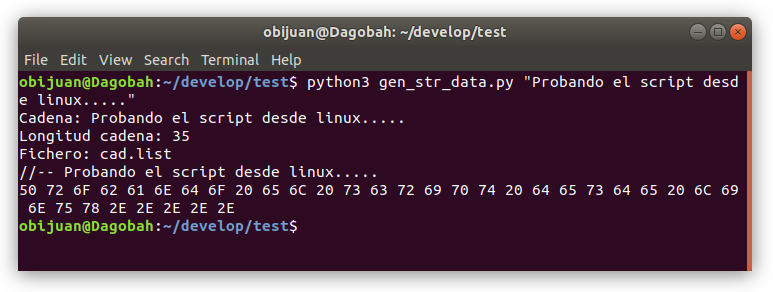 obijuan@Dagobah: ~/develop/test
File Edit View Search Terminal Help
obijuan@Dagobah:~/develop/test$ python3 gen_str_data.py "Probando el script desd
e linux....."
Cadena: Probando el script desde linux.....
Longitud cadena: 35
Fichero: cad.list
//-- Probando el script desde linux.....
50 72 6F 62 61 6E 64 6F 20 65 6C 20 73 63 72 69 70 74 20 64 65 73 64 65 20 6C 69
6E 75 78 2E 2E 2E 2E 2E
obijuan@Dagobah:~/develop/test$